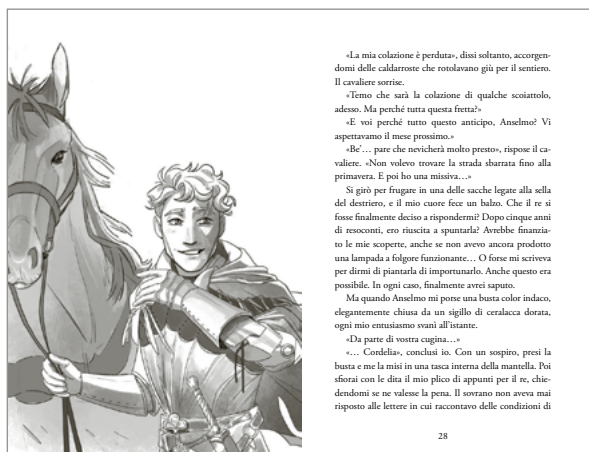 «La mia colazione è perduta», dissi soltanto, accorgen-
domi delle caldarroste che rotolavano giù per il sentiero.
Il cavaliere sorrise.
«Temo che sarà la colazione di qualche scoiattolo,
adesso. Ma perché tutta questa fretta?»
«E voi perché tutto questo anticipo, Anselmo? Vi
aspettavamo il mese prossimo.»
«Be’… pare che nevicherà molto presto», rispose il ca-
valiere. «Non volevo trovare la strada sbarrata fino alla
primavera. E poi ho una missiva…»
Si girò per frugare in una delle sacche legate alla sella
del destriero, e il mio cuore fece un balzo. Che il re si
fosse finalmente deciso a rispondermi? Dopo cinque anni
di resoconti, ero riuscita a spuntarla? Avrebbe finanzia-
to le mie scoperte, anche se non avevo ancora prodotto
una lampada a folgore funzionante… O forse mi scriveva
per dirmi di piantarla di importunarlo. Anche questo era
possibile. In ogni caso, finalmente avrei saputo.
Ma quando Anselmo mi porse una busta color indaco,
elegantemente chiusa da un sigillo di ceralacca dorata,
ogni mio entusiasmo svanì all’istante.
«Da parte di vostra cugina…»
«… Cordelia», conclusi io. Con un sospiro, presi la
busta e me la misi in una tasca interna della mantella. Poi
sfiorai con le dita il mio plico di appunti per il re, chie-
dendomi se ne valesse la pena. Il sovrano non aveva mai
risposto alle lettere in cui raccontavo delle condizioni di
28